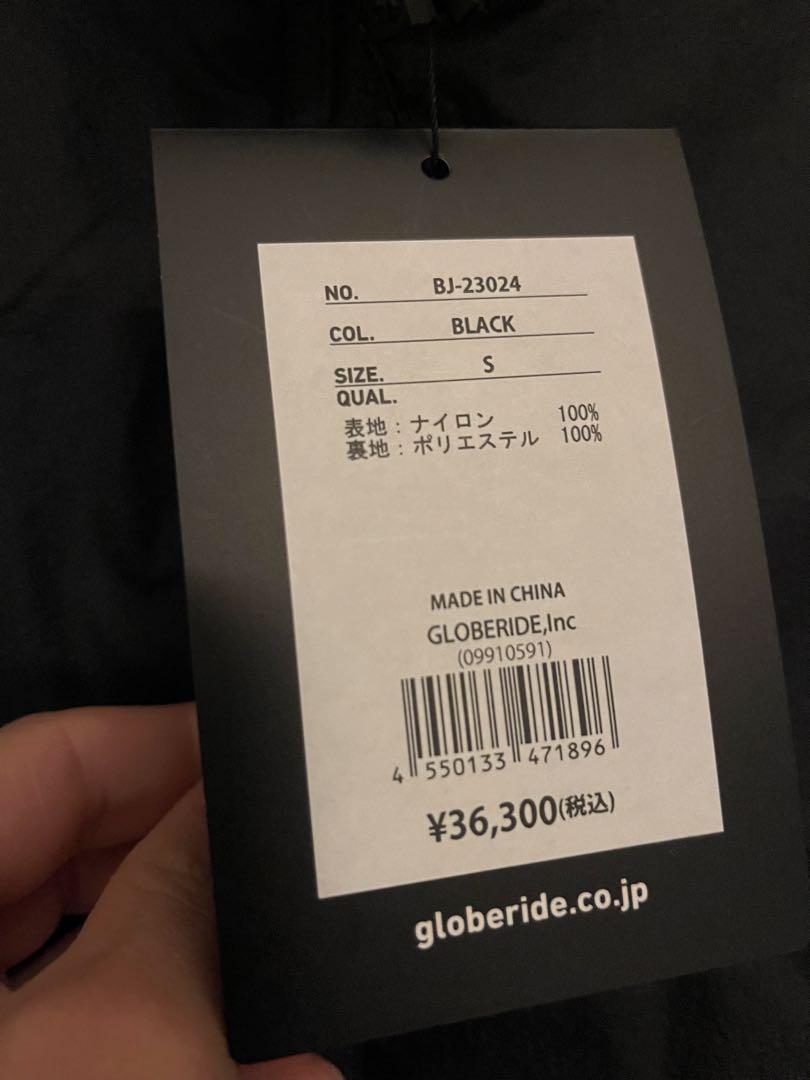 NO. BJ-23024
COL. BLACK
SIZE. S
QUAL.
表地：ナイロン 100%
裏地：ポリエステル 100%
MADE IN CHINA
GLOBERIDE,Inc
(09910591)
4 550133 471896
¥36,300(税込)
globeride.co.jp